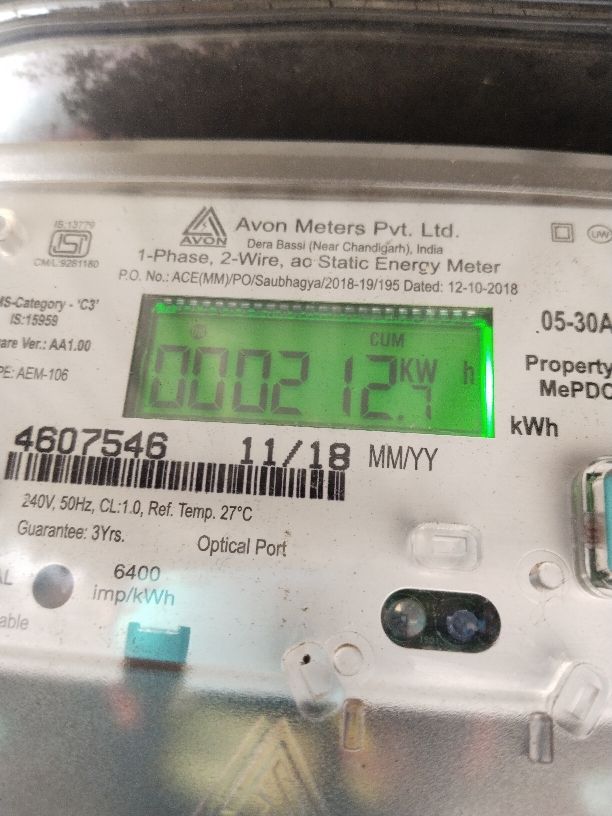 IS:13779
ISI
CM/L:9281180
AVON
Avon Meters Pvt. Ltd.
Dera Bassi (Near Chandigarh), India
1-Phase, 2-Wire, ac Static Energy Meter
P.O. No.: ACE(MM)/PO/Saubhagya/2018-19/195 Dated: 12-10-2018
MS-Category - 'C3'
IS:15959
are Ver.: AA1.00
PE: AEM-106
05-30A
Property
MePDC
CUM
000212.7 KW h
kWh
4607546 11/18 MM/YY
240V, 50Hz, CL:1.0, Ref. Temp. 27°C
Guarantee: 3Yrs.
Optical Port
AL
6400
imp/kWh
able